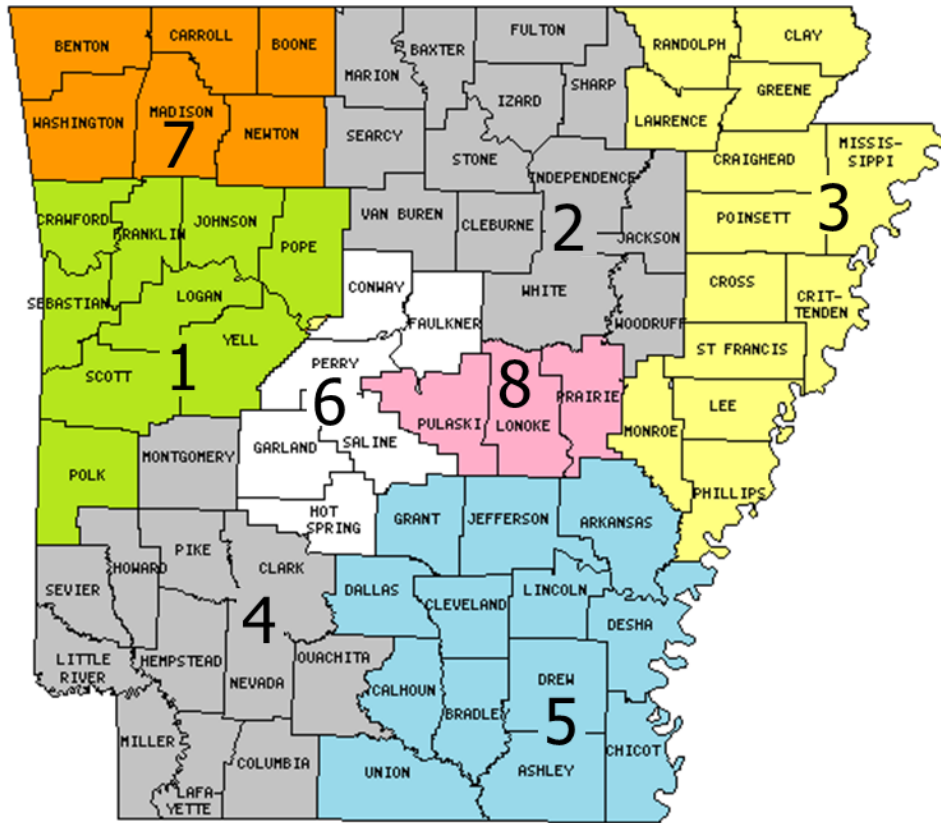 BENTON
CARROLL
BOONE
MARION
BAXTER
FULTON
SHARP
RANDOLPH
CLAY
GREENE
WASHINGTON
MADISON
NEWTON
SEARCY
IZARD
STONE
LAWRENCE
CRAIGHEAD
MISSIS-
SIPPI
7
INDEPENDENCE
CRAWFORD
FRANKLIN
JOHNSON
POPE
VAN BUREN
CLEBURNE
2
JACKSON
POINSETT
3
SEBASTIAN
LOGAN
YELL
CONWAY
FAULKNER
WHITE
WOODRUFF
CROSS
CRIT-
TENDEN
SCOTT
1
PERRY
6
8
PRAIRIE
ST FRANCIS
LEE
PULASKI
LONOKE
MONROE
GARLAND
SALINE
MONTGOMERY
POLK
PHILLIPS
HOT
SPRING
GRANT
JEFFERSON
ARKANSAS
PIKE
HOWARD
CLARK
SEVIER
DALLAS
CLEVELAND
LINCOLN
DESHA
4
LITTLE
RIVER
HEMPSTEAD
NEVADA
OUACHITA
CALHOUN
BRADLEY
DREW
5
MILLER
COLUMBIA
UNION
ASHLEY
CHICOT
LAFA-
YETTE